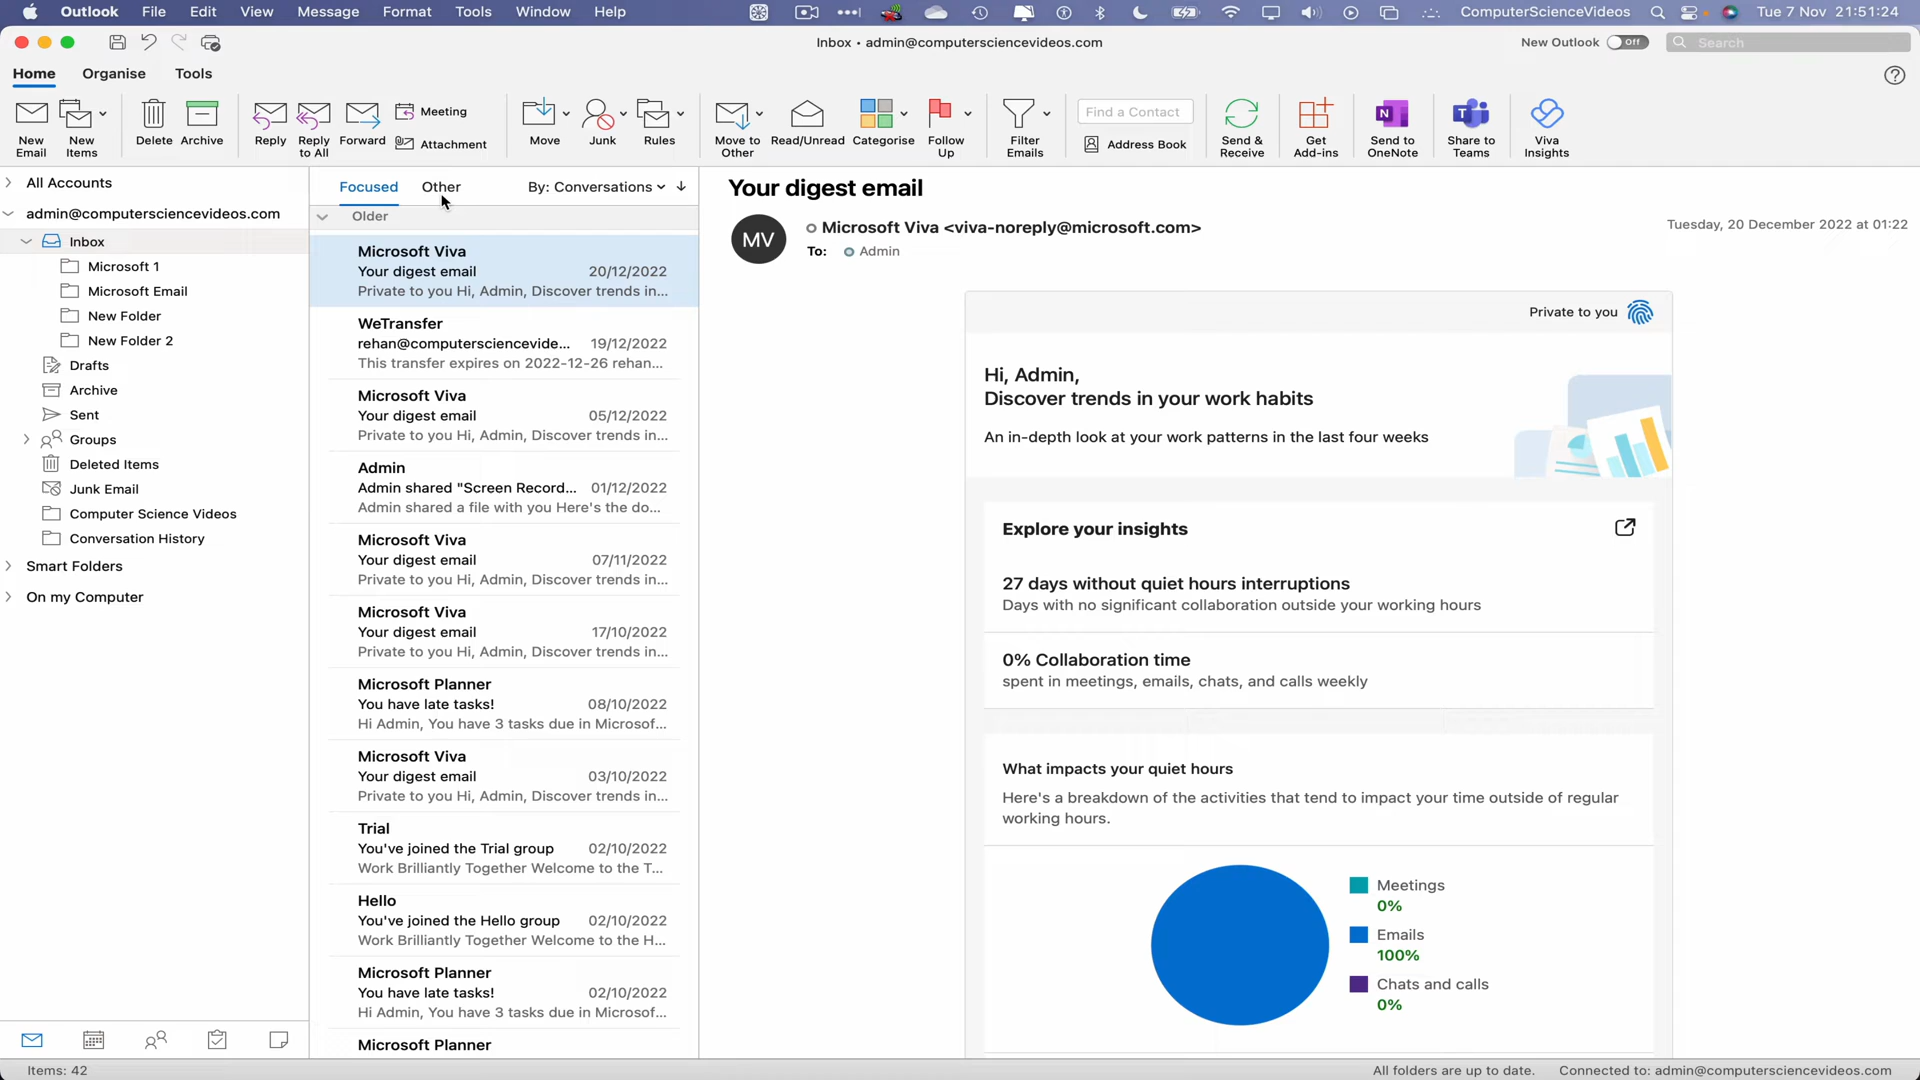 Outlook File Edit View Message Format Tools Window Help ComputerScienceVideos Tue 7 Nov 21:51:24
Inbox • admin@computersciencevideos.com New Outlook Off Search
Home Organise Tools
New Email
New Items
Delete
Archive
Reply
Reply to All
Forward
Meeting
Attachment
Move
Junk
Rules
Move to Other
Read/Unread
Categorise
Follow Up
Filter Emails
Find a Contact
Address Book
Send & Receive
Get Add-ins
N
Send to OneNote
Share to Teams
Viva Insights
All Accounts
admin@computersciencevideos.com
Inbox
Microsoft 1
Microsoft Email
New Folder
New Folder 2
Drafts
Archive
Sent
Groups
Deleted Items
Junk Email
Computer Science Videos
Conversation History
Smart Folders
On my Computer
Focused Other By: Conversations
Older
Microsoft Viva
Your digest email 20/12/2022
Private to you Hi, Admin, Discover trends in...
WeTransfer
rehan@computersciencevide... 19/12/2022
This transfer expires on 2022-12-26 rehan...
Microsoft Viva
Your digest email 05/12/2022
Private to you Hi, Admin, Discover trends in...
Admin
Admin shared "Screen Record... 01/12/2022
Admin shared a file with you Here's the do...
Microsoft Viva
Your digest email 07/11/2022
Private to you Hi, Admin, Discover trends in...
Microsoft Viva
Your digest email 17/10/2022
Private to you Hi, Admin, Discover trends in...
Microsoft Planner
You have late tasks! 08/10/2022
Hi Admin, You have 3 tasks due in Microsof...
Microsoft Viva
Your digest email 03/10/2022
Private to you Hi, Admin, Discover trends in...
Trial
You've joined the Trial group 02/10/2022
Work Brilliantly Together Welcome to the T...
Hello
You've joined the Hello group 02/10/2022
Work Brilliantly Together Welcome to the H...
Microsoft Planner
You have late tasks! 02/10/2022
Hi Admin, You have 3 tasks due in Microsof...
Microsoft Planner
Your digest email
MV
Microsoft Viva <viva-noreply@microsoft.com>
Tuesday, 20 December 2022 at 01:22
To: Admin
Private to you
Hi, Admin,
Discover trends in your work habits
An in-depth look at your work patterns in the last four weeks
Explore your insights
27 days without quiet hours interruptions
Days with no significant collaboration outside your working hours
0% Collaboration time
spent in meetings, emails, chats, and calls weekly
What impacts your quiet hours
Here's a breakdown of the activities that tend to impact your time outside of regular
working hours.
Meetings
0%
Emails
100%
Chats and calls
0%
Items: 42 All folders are up to date. Connected to: admin@computersciencevideos.com